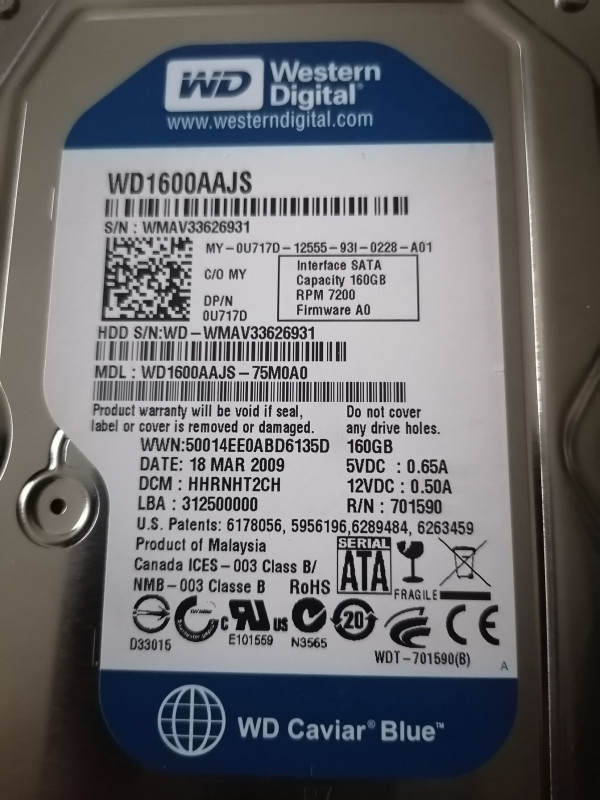 WD Western Digital®
www.westerndigital.com
WD1600AAJS
S/N : WMAV33626931
MY-0U717D-12555-93I-0228-A01
C/O MY
DP/N
0U717D
Interface SATA
Capacity 160GB
RPM 7200
Firmware A0
HDD S/N:WD-WMAV33626931
MDL : WD1600AAJS-75M0A0
Product warranty will be void if seal,
label or cover is removed or damaged.
Do not cover
any drive holes.
WWN:50014EE0ABD6135D
160GB
DATE: 18 MAR 2009
5VDC : 0.65A
DCM : HHRNHT2CH
12VDC : 0.50A
LBA : 312500000
R/N : 701590
U.S. Patents: 6178056, 5956196,6289484, 6263459
Product of Malaysia
Canada ICES-003 Class B/
NMB-003 Classe B
RoHS
SERIAL
ATA
FRAGILE
D33015
C UR US
E101559
N3565
20
CE
WDT-701590(B)
A
WD Caviar® Blue™